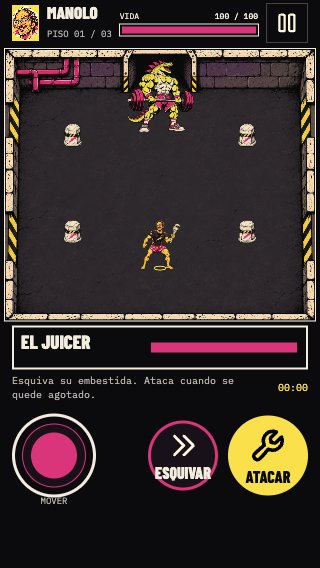 MANOLO
VIDA 100 / 100
PISO 01 / 03
00
EL JUICER
Esquiva su embestida. Ataca cuando se
quede agotado.
00:00
ESQUIVAR
ATACAR
MOVER